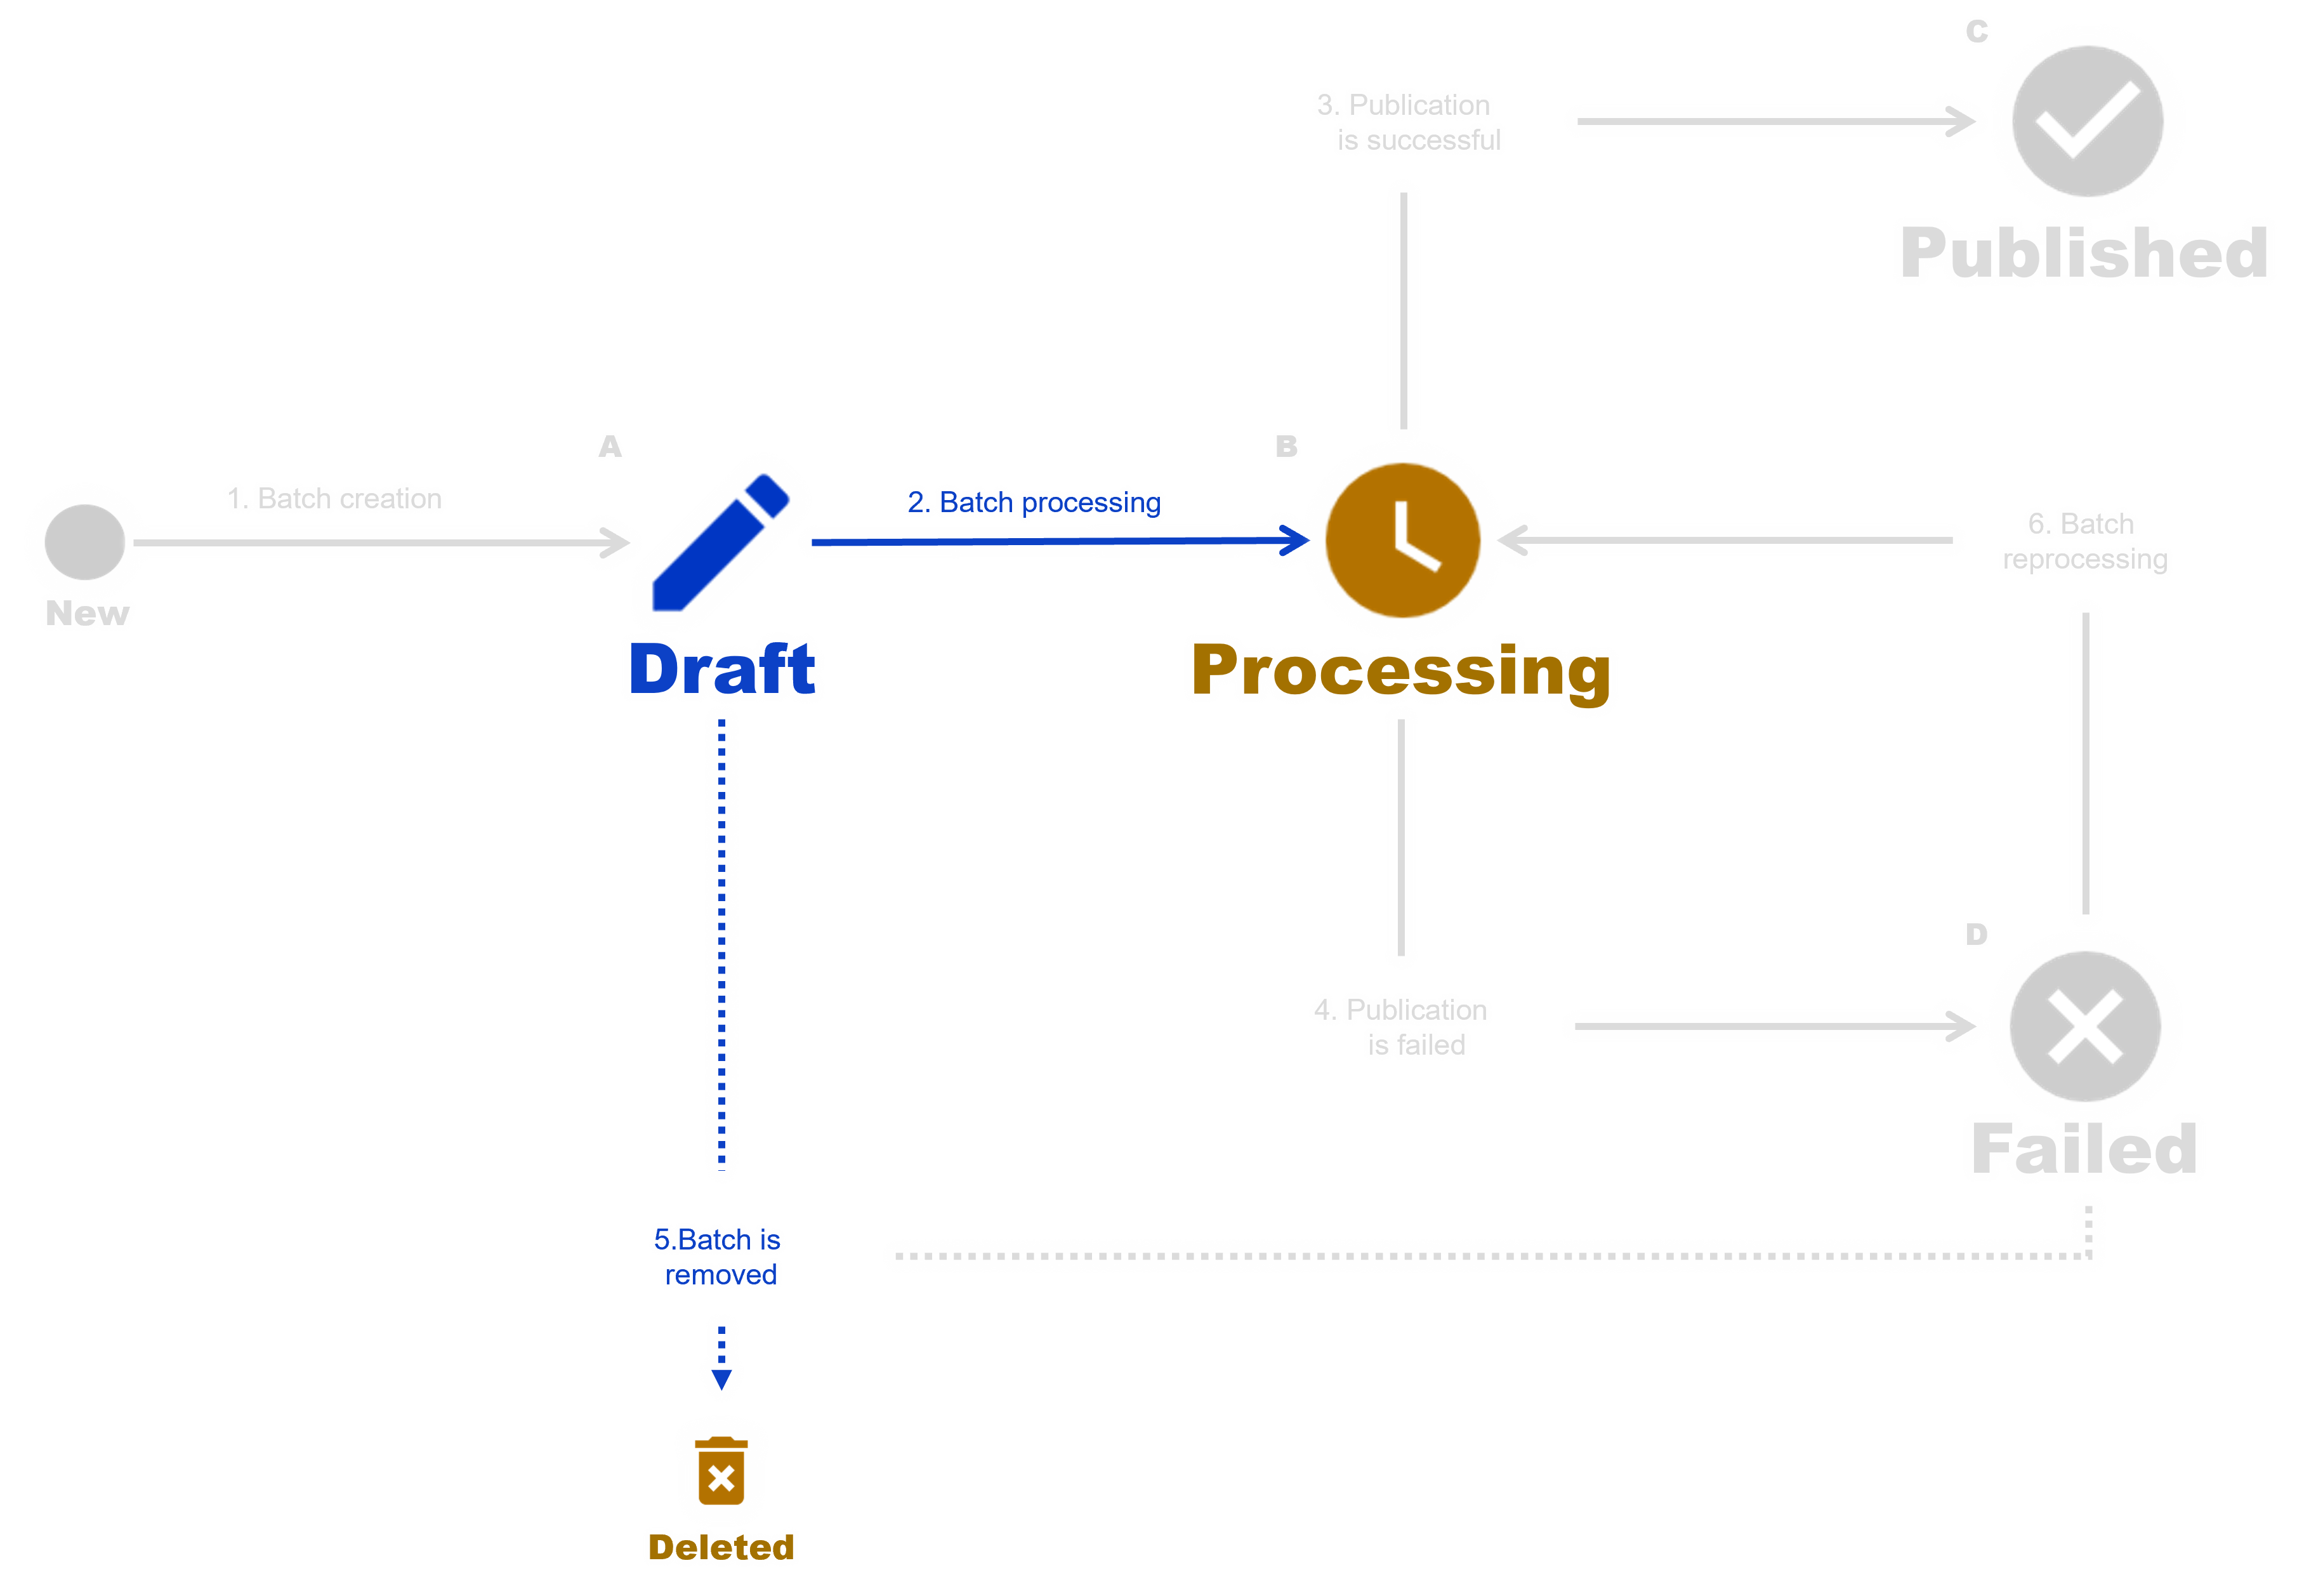 C
3. Publication
is successful
Published
A
B
1. Batch creation
2. Batch processing
6. Batch
reprocessing
New
Draft
Processing
D
4. Publication
is failed
Failed
5.Batch is
removed
Deleted